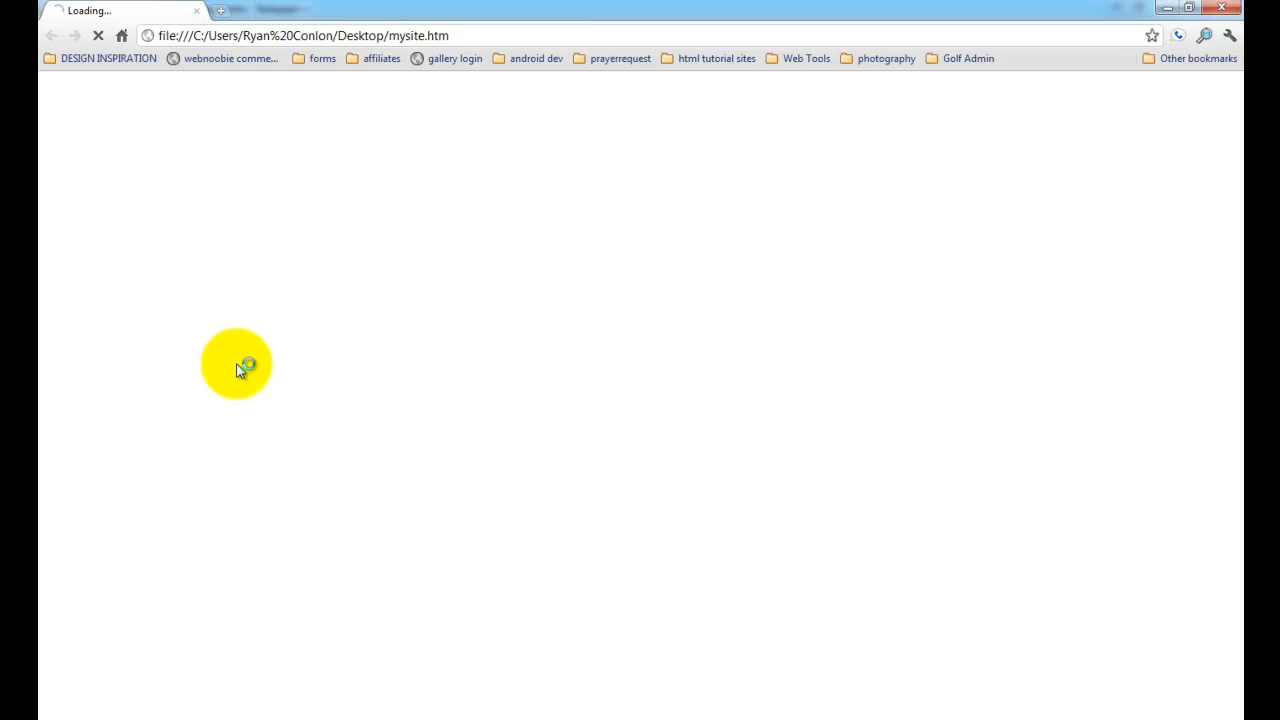 Loading...
file:///C:/Users/Ryan%20Conlon/Desktop/mysite.htm
DESIGN INSPIRATION webnoobie comme... forms affiliates gallery login android dev prayerrequest html tutorial sites Web Tools photography Golf Admin Other bookmarks